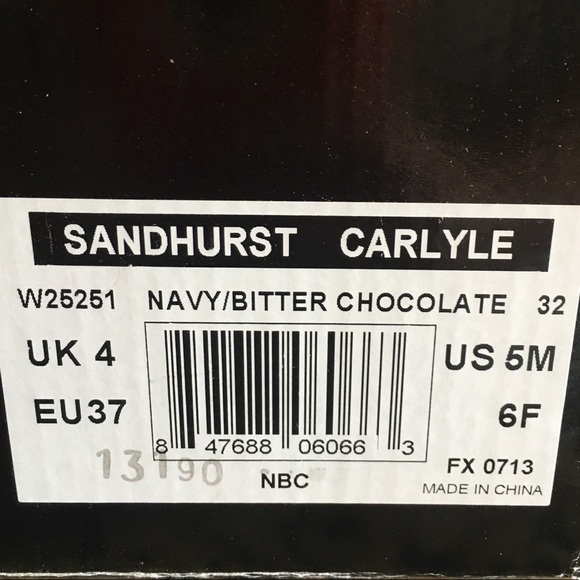 SANDHURST CARLYLE
W25251 NAVY/BITTER CHOCOLATE 32
UK 4 US 5M
EU37 6F
8 47688 06066 3
13190
NBC
FX 0713
MADE IN CHINA